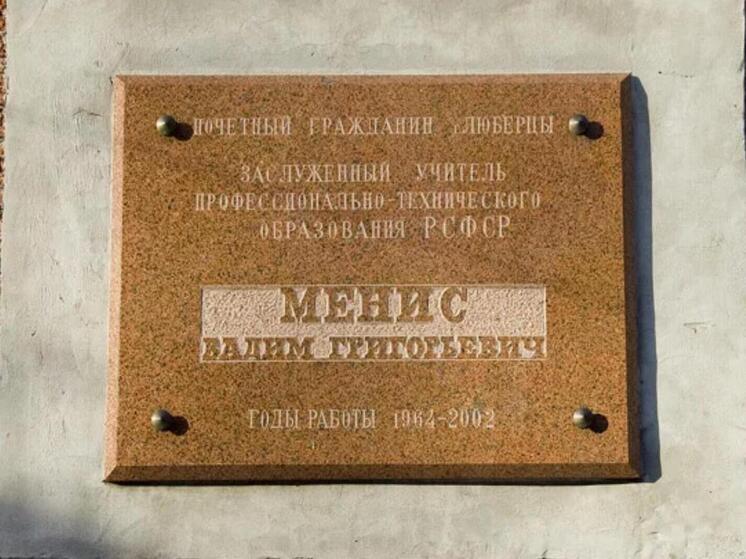 ПОЧЕТНЫЙ ГРАЖДАНИН г.ЛЮБЕРЦЫ
ЗАСЛУЖЕННЫЙ УЧИТЕЛЬ
ПРОФЕССИОНАЛЬНО-ТЕХНИЧЕСКОГО
ОБРАЗОВАНИЯ РСФСР
МЕНИС
ВАДИМ ГРИГОРЬЕВИЧ
ГОДЫ РАБОТЫ 1964-2002